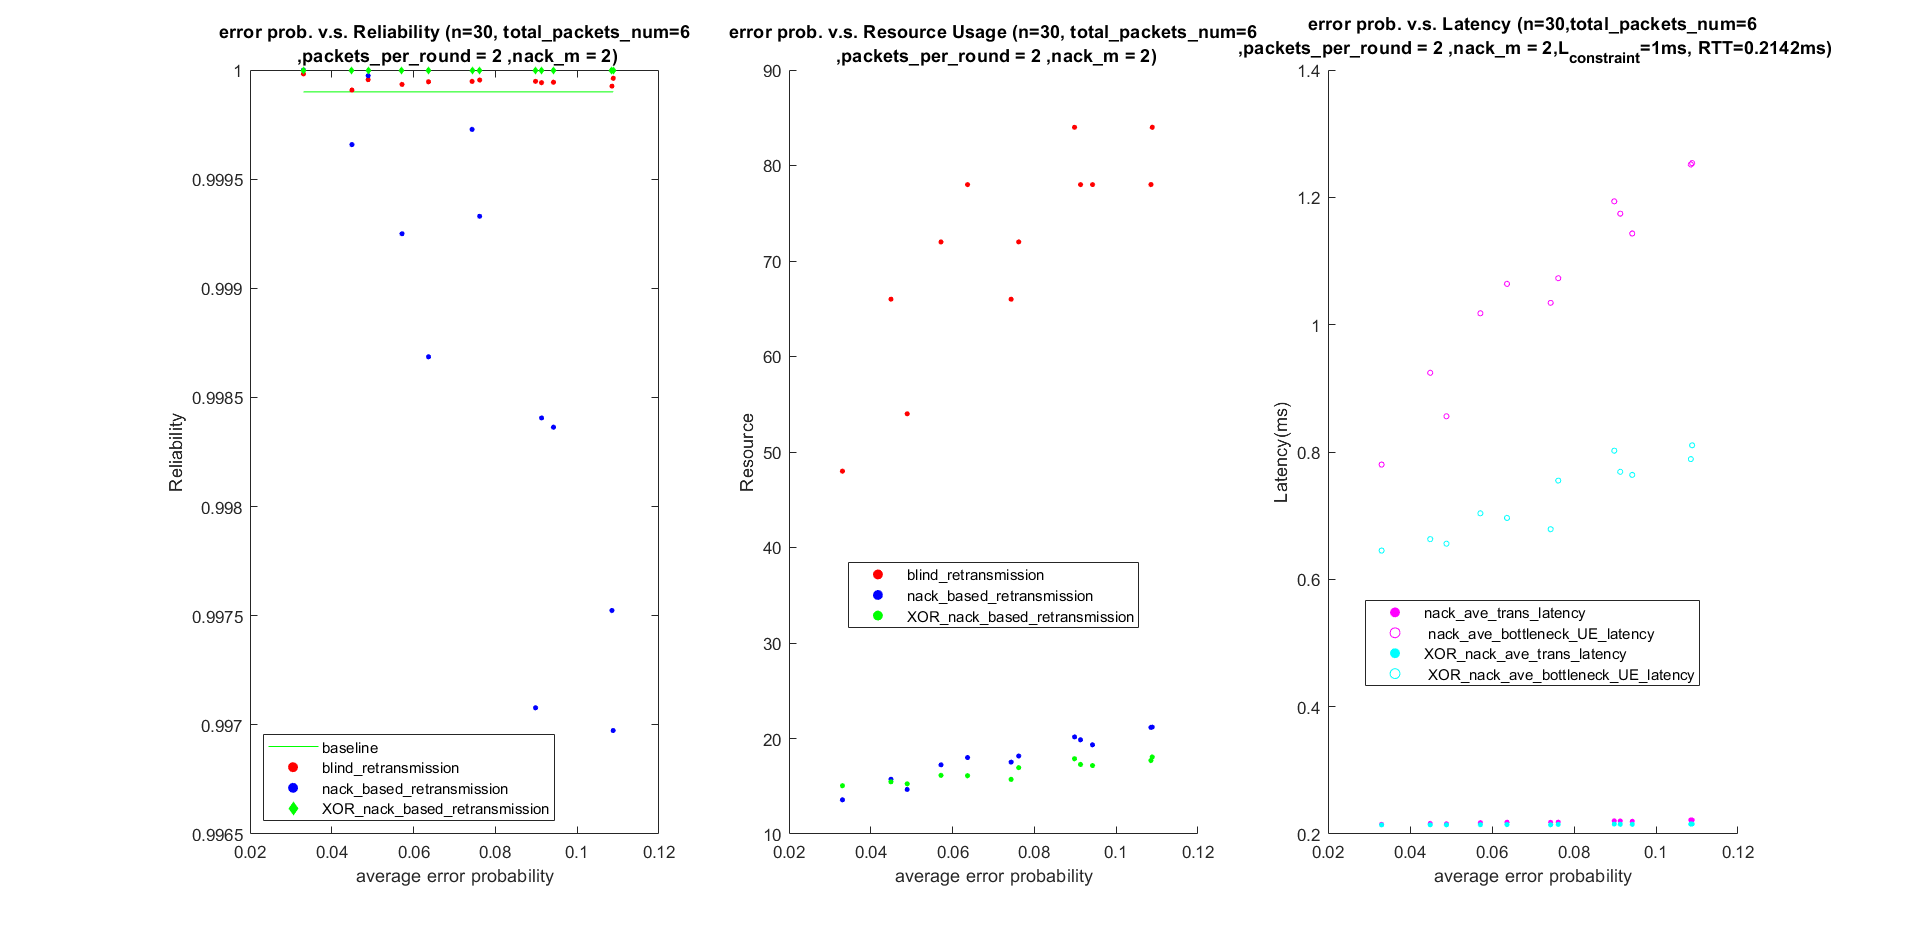 error prob. v.s. Reliability (n=30, total_packets_num=6
,packets_per_round = 2 ,nack_m = 2)
1
0.9995
0.999
0.9985
0.998
0.9975
0.997
0.9965
Reliability
0.02
0.04
0.06
0.08
0.1
0.12
average error probability
baseline
blind_retransmission
nack_based_retransmission
XOR_nack_based_retransmission
error prob. v.s. Resource Usage (n=30, total_packets_num=6
,packets_per_round = 2 ,nack_m = 2)
90
80
70
60
50
40
30
20
10
Resource
0.02
0.04
0.06
0.08
0.1
0.12
average error probability
blind_retransmission
nack_based_retransmission
XOR_nack_based_retransmission
error prob. v.s. Latency (n=30,total_packets_num=6
,packets_per_round = 2 ,nack_m = 2,L_constraint=1ms, RTT=0.2142ms)
1.4
1.2
1
0.8
0.6
0.4
0.2
Latency(ms)
0.02
0.04
0.06
0.08
0.1
0.12
average error probability
nack_ave_trans_latency
nack_ave_bottleneck_UE_latency
XOR_nack_ave_trans_latency
XOR_nack_ave_bottleneck_UE_latency